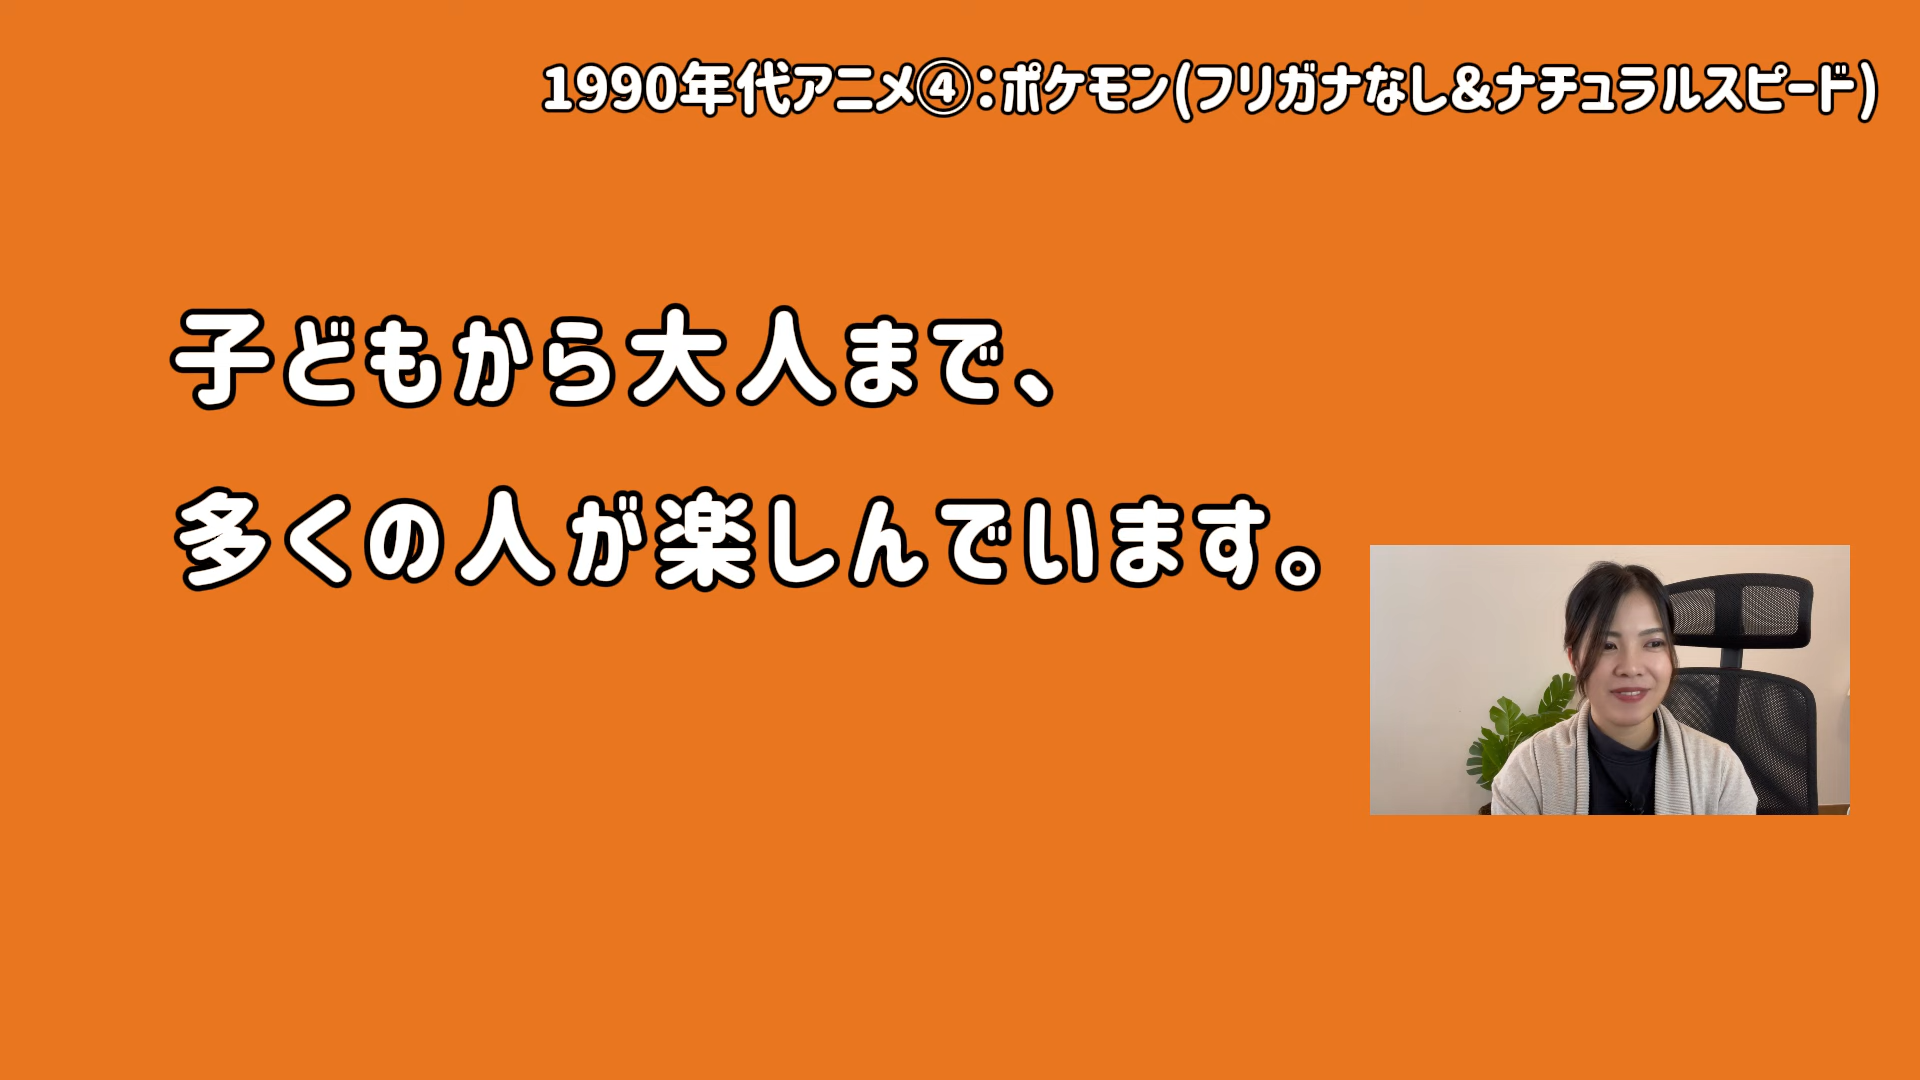 1990年代アニメ④：ポケモン(フリガナなし&ナチュラルスピード)
子どもから大人まで、
多くの人が楽しんでいます。